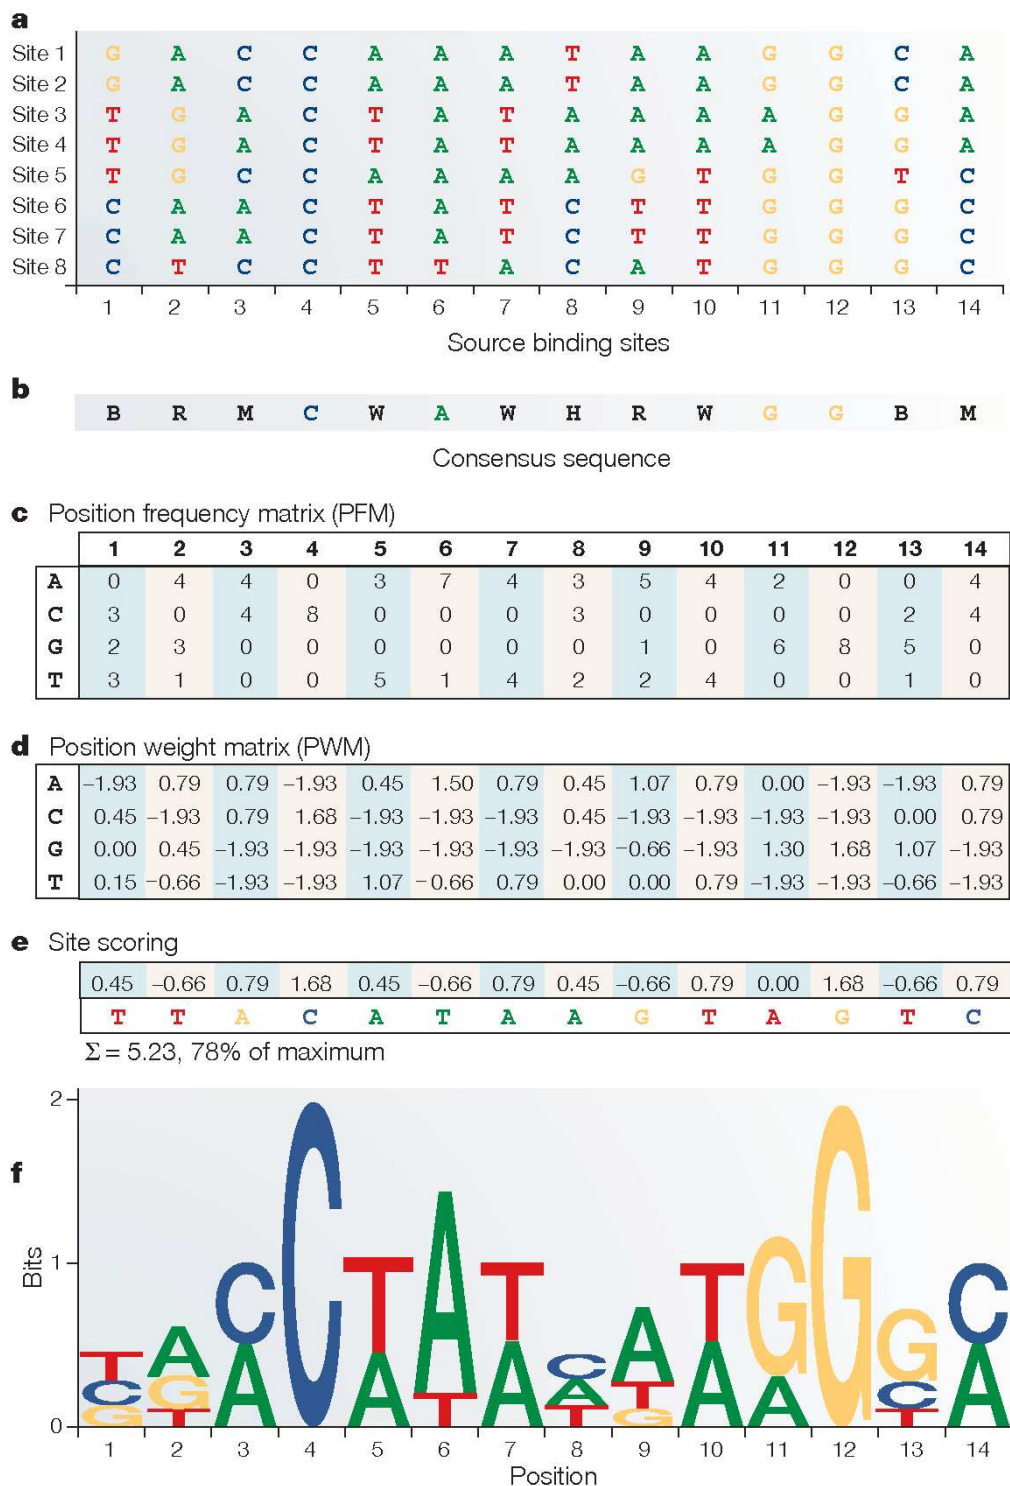 a
Site 1 G A C C A A A T A A G G C A
Site 2 G A C C A A A T A A G G C A
Site 3 T G A C T A T A A A A G G A
Site 4 T G A C T A T A A A A G G A
Site 5 T G C C A A A A G T G G T C
Site 6 C A A C T A T C T T G G G C
Site 7 C A A C T A T C T T G G G C
Site 8 C T C C T T A C A T G G G C
1 2 3 4 5 6 7 8 9 10 11 12 13 14
Source binding sites
b
B R M C W A W H R W G G B M
Consensus sequence
c Position frequency matrix (PFM)
1 2 3 4 5 6 7 8 9 10 11 12 13 14
A 0 4 4 0 3 7 4 3 5 4 2 0 0 4
C 3 0 4 8 0 0 0 3 0 0 0 0 2 4
G 2 3 0 0 0 0 0 0 1 0 6 8 5 0
T 3 1 0 0 5 1 4 2 2 4 0 0 1 0
d Position weight matrix (PWM)
A −1.93 0.79 0.79 −1.93 0.45 1.50 0.79 0.45 1.07 0.79 0.00 −1.93 −1.93 0.79
C 0.45 −1.93 0.79 1.68 −1.93 −1.93 −1.93 0.45 −1.93 −1.93 −1.93 −1.93 0.00 0.79
G 0.00 0.45 −1.93 −1.93 −1.93 −1.93 −1.93 −1.93 −0.66 −1.93 1.30 1.68 1.07 −1.93
T 0.15 −0.66 −1.93 −1.93 1.07 −0.66 0.79 0.00 0.00 0.79 −1.93 −1.93 −0.66 −1.93
e Site scoring
0.45 −0.66 0.79 1.68 0.45 −0.66 0.79 0.45 −0.66 0.79 0.00 1.68 −0.66 0.79
T T A C A T A A G T A G T C
Σ = 5.23, 78% of maximum
f
2
1
0
Bits
T A C C T A T C A T G G G C
C G A A T A A T A A C A
G T T G T
1 2 3 4 5 6 7 8 9 10 11 12 13 14
Position